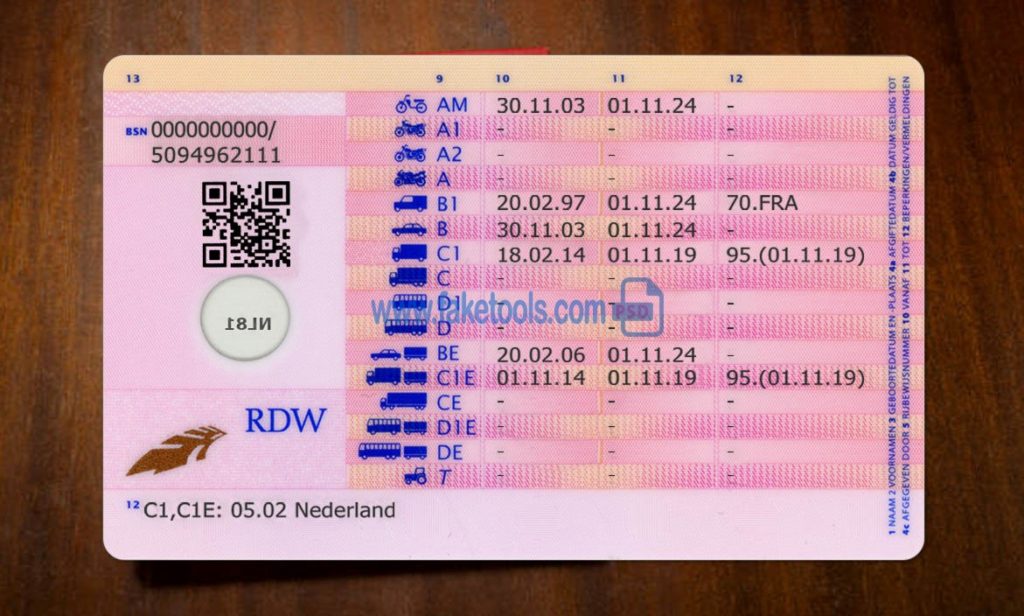 13 9 10 11 12
AM 30.11.03 01.11.24 -
BSN 0000000000/
5094962111
A1 - - -
A2 - - -
A - - -
B1 20.02.97 01.11.24 70.FRA
B 30.11.03 01.11.24 -
C1 18.02.14 01.11.19 95.(01.11.19)
C - - -
D1 - - -
www.faketools.com PSD
D - - -
NL81
BE 20.02.06 01.11.24 -
C1E 01.11.14 01.11.19 95.(01.11.19)
CE - - -
RDW
D1E - - -
DE - - -
T - - -
12 C1,C1E: 05.02 Nederland
1 NAAM 2 VOORNAMEN 3 GEBOORTEDATUM EN -PLAATS 4a AFGIFTEDATUM 4b DATUM GELDIG TOT
4c AFGEGEVEN DOOR 5 RIJBEWIJSNUMMER 10 VANAF 11 TOT 12 BEPERKINGEN/VERMELDINGEN